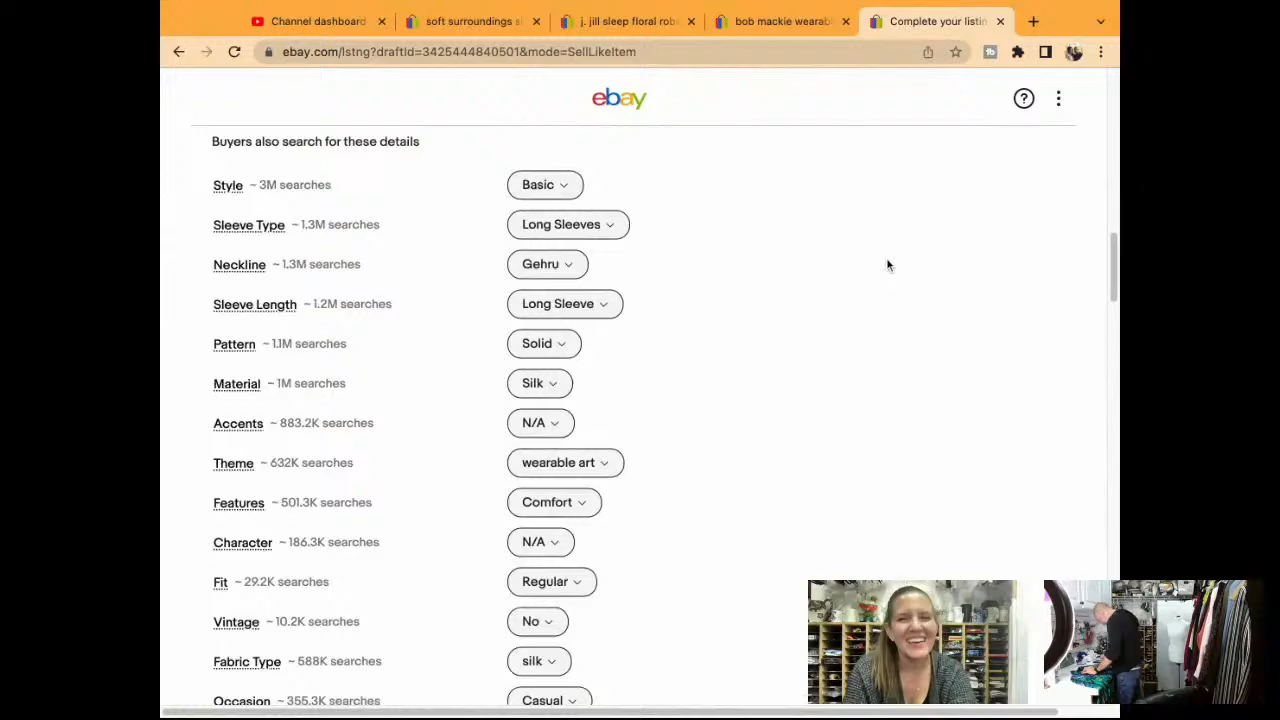 Channel dashboard
soft surroundings s
j. jill sleep floral rob
bob mackie wearab
Complete your listin
ebay.com/lstng?draftId=3425444840501&mode=SellLikeItem
ebay
Buyers also search for these details
Style ~ 3M searches Basic
Sleeve Type ~ 1.3M searches Long Sleeves
Neckline ~ 1.3M searches Gehru
Sleeve Length ~ 1.2M searches Long Sleeve
Pattern ~ 1.1M searches Solid
Material ~ 1M searches Silk
Accents ~ 883.2K searches N/A
Theme ~ 632K searches wearable art
Features ~ 501.3K searches Comfort
Character ~ 186.3K searches N/A
Fit ~ 29.2K searches Regular
Vintage ~ 10.2K searches No
Fabric Type ~ 588K searches silk
Occasion ~ 355.3K searches Casual